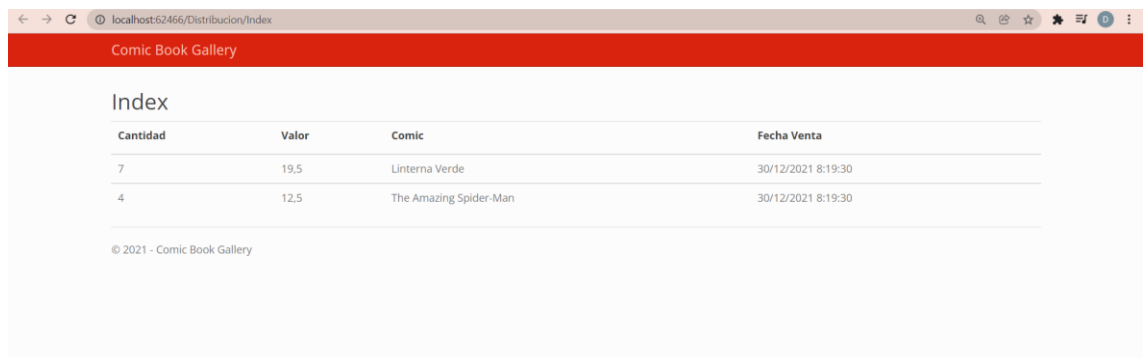 localhost:62466/Distribucion/Index
D
Comic Book Gallery
Index
Cantidad Valor Comic Fecha Venta
7 19,5 Linterna Verde 30/12/2021 8:19:30
4 12,5 The Amazing Spider-Man 30/12/2021 8:19:30
© 2021 - Comic Book Gallery